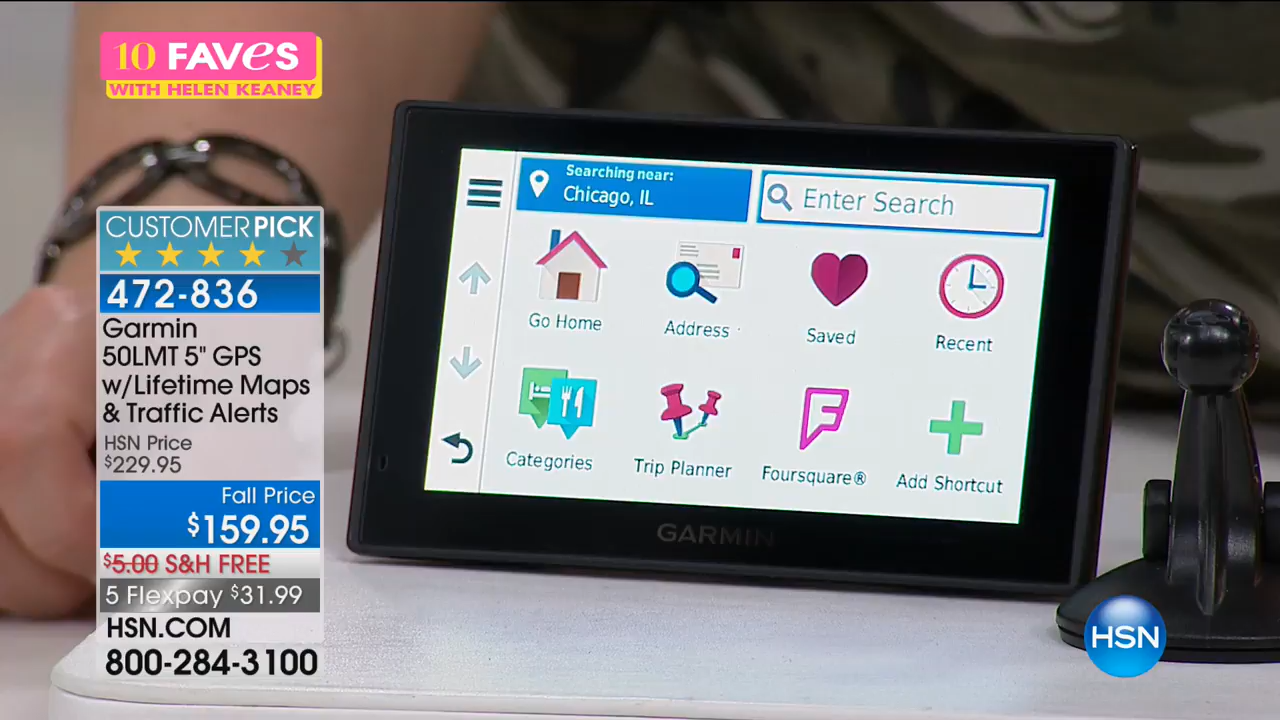 10 FAVES
WITH HELEN KEANEY
CUSTOMER PICK
472-836
Garmin
50LMT 5" GPS
w/Lifetime Maps
& Traffic Alerts
HSN Price
$229.95
Fall Price
$159.95
$5.00 S&H FREE
5 Flexpay $31.99
HSN.COM
800-284-3100
Searching near:
Chicago, IL
Enter Search
Go Home
Address
Saved
Recent
Categories
Trip Planner
Foursquare®
Add Shortcut
GARMIN
HSN